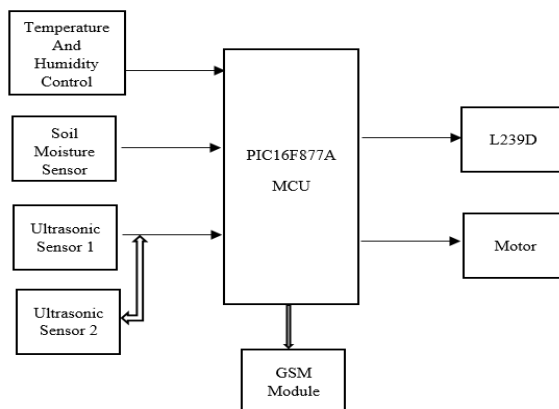 Temperature
And
Humidity
Control
Soil
Moisture
Sensor
Ultrasonic
Sensor 1
Ultrasonic
Sensor 2
PIC16F877A
MCU
L239D
Motor
GSM
Module